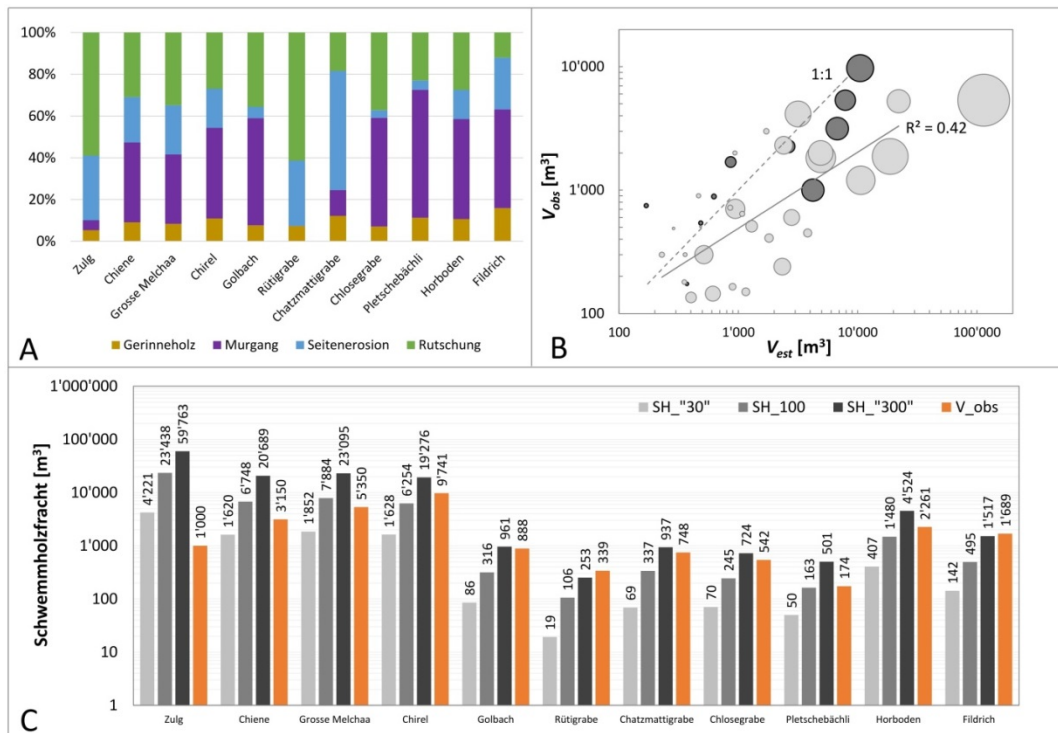 100%
80%
60%
40%
20%
0%
Zulg
Chiene
Grosse Melchaa
Chirel
Golbach
Rütigrabe
Chatzmattigrabe
Chlosegrabe
Pletschebächli
Horboden
Fildrich
Gerinneholz Murgang Seitenerosion Rutschung
A
10'000
1'000
100
V_obs [m³]
1:1
R² = 0.42
100 1'000 10'000 100'000
V_est [m³]
B
Schwemmholzfracht [m³]
1'000'000
100'000
10'000
1'000
100
10
1
SH_"30" SH_100 SH_"300" V_obs
4'221 23'438 59'763 1'000
1'620 6'748 20'689 3'150
1'852 7'884 23'095 5'350
1'628 6'254 19'276 9'741
86 316 961 888
19 106 253 339
69 337 937 748
70 245 724 542
50 163 501 174
407 1'480 4'524 2'261
142 495 1'517 1'689
Zulg Chiene Grosse Melchaa Chirel Golbach Rütigrabe Chatzmattigrabe Chlosegrabe Pletschebächli Horboden Fildrich
C